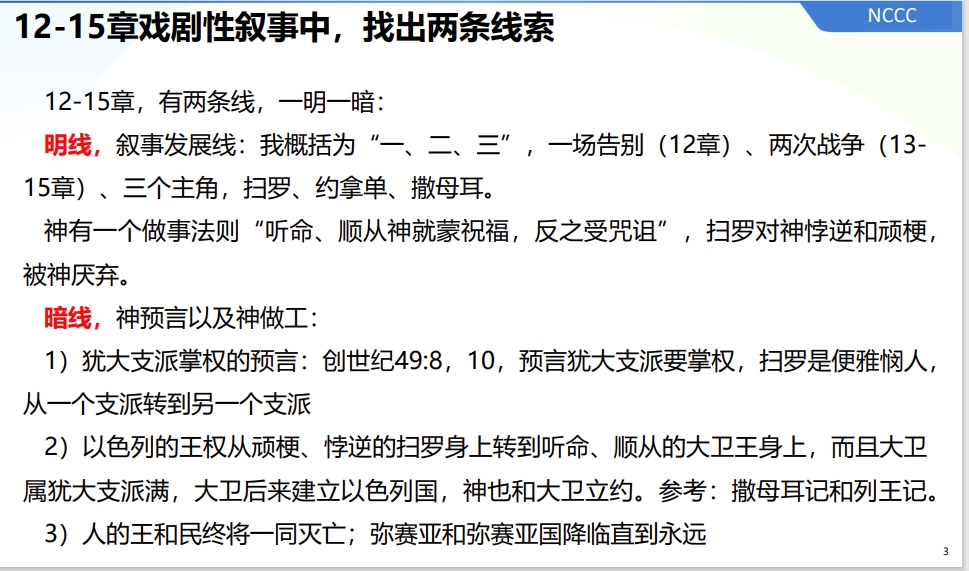 12-15章戏剧性叙事中，找出两条线索
NCCC
12-15章，有两条线，一明一暗：
明线，叙事发展线：我概括为“一、二、三”，一场告别（12章）、两次战争（13-
15章）、三个主角，扫罗、约拿单、撒母耳。
神有一个做事法则“听命、顺从神就蒙祝福，反之受咒诅”，扫罗对神悖逆和顽梗，
被神厌弃。
暗线，神预言以及神做工：
1）犹大支派掌权的预言：创世纪49:8，10，预言犹大支派要掌权，扫罗是便雅悯人，
从一个支派转到另一个支派
2）以色列的王权从顽梗、悖逆的扫罗身上转到听命、顺从的大卫王身上，而且大卫
属犹大支派满，大卫后来建立以色列国，神也和大卫立约。参考：撒母耳记和列王记。
3）人的王和民终将一同灭亡；弥赛亚和弥赛亚国降临直到永远
3